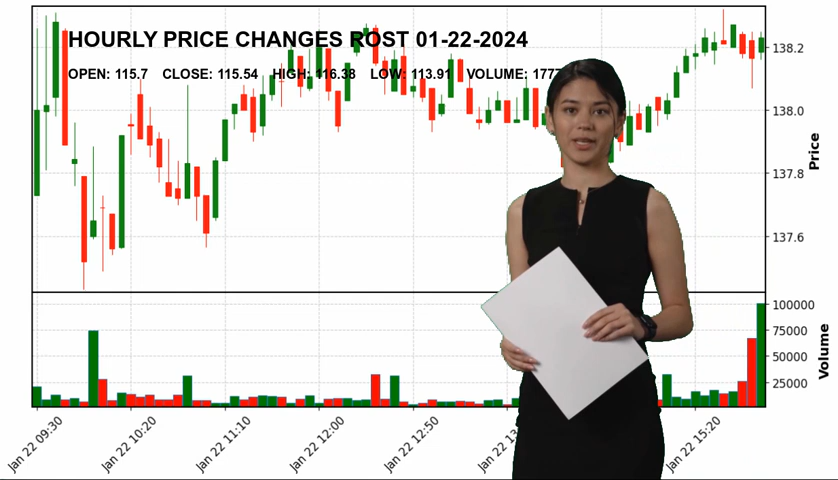 HOURLY PRICE CHANGES ROST 01-22-2024
OPEN: 115.7 CLOSE: 115.54 HIGH: 116.38 LOW: 113.91 VOLUME:
138.2
138.0
137.8
137.6
Price
100000
75000
50000
25000
Volume
Jan 22 09:30
Jan 22 10:20
Jan 22 11:10
Jan 22 12:00
Jan 22 12:50
Jan 22
Jan 22 15:20